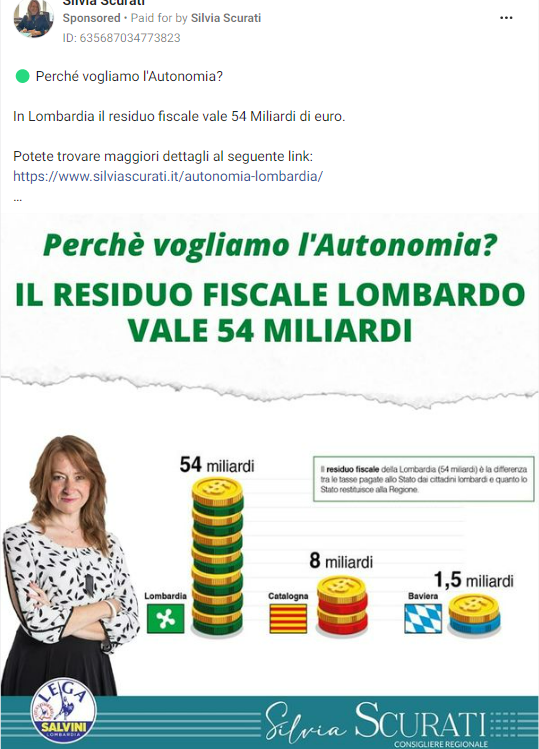 Silvia Scurati
Sponsored • Paid for by Silvia Scurati
ID: 635687034773823
Perché vogliamo l'Autonomia?
In Lombardia il residuo fiscale vale 54 Miliardi di euro.
Potete trovare maggiori dettagli al seguente link:
https://www.silviascurati.it/autonomia-lombardia/
...
Perchè vogliamo l'Autonomia?
IL RESIDUO FISCALE LOMBARDO
VALE 54 MILIARDI
54 miliardi
Il residuo fiscale della Lombardia (54 miliardi) è la differenza
tra le tasse pagate allo Stato dai cittadini lombardi e quanto lo
Stato restituisce alla Regione.
8 miliardi
1,5 miliardi
Lombardia
Catalogna
Baviera
LEGA
SALVINI
LOMBARDIA
Silvia SCURATI
CONSIGLIERE REGIONALE